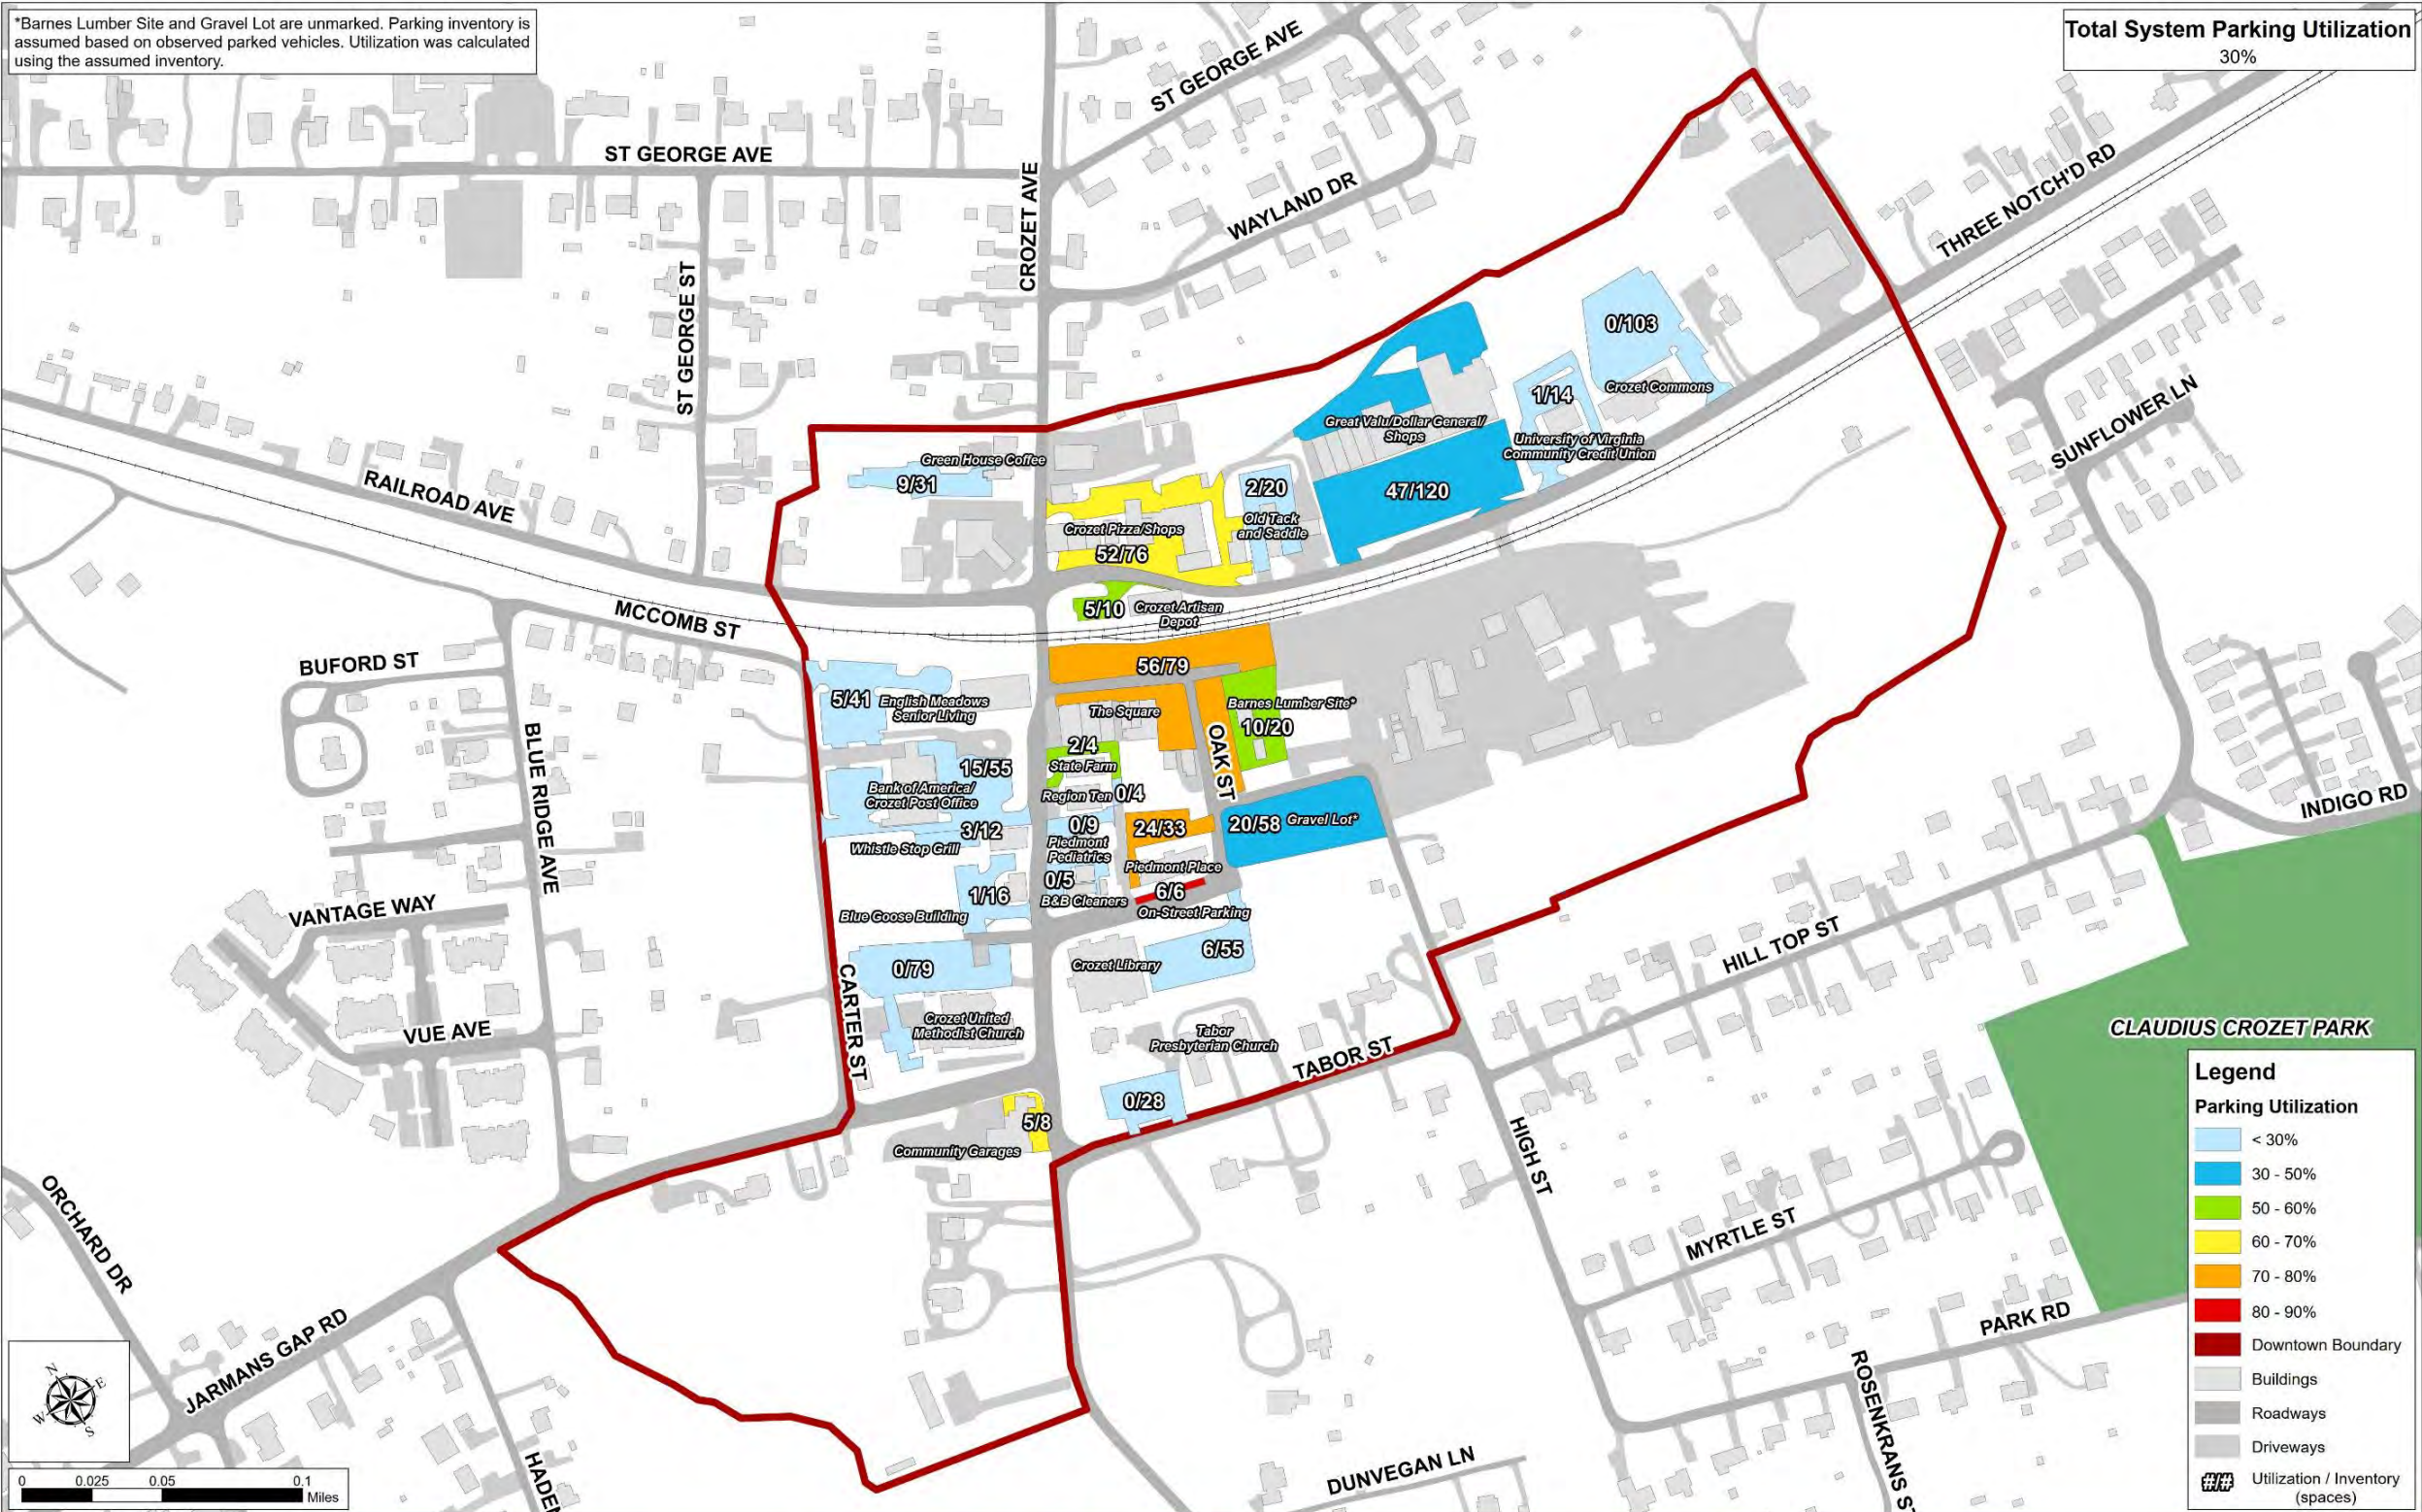 *Barnes Lumber Site and Gravel Lot are unmarked. Parking inventory is
assumed based on observed parked vehicles. Utilization was calculated
using the assumed inventory.
Total System Parking Utilization
30%
ST GEORGE AVE
ST GEORGE AVE
CROZET AVE
WAYLAND DR
THREE NOTCH'D RD
ST GEORGE ST
SUNFLOWER LN
0/103
Crozet Commons
1/14
University of Virginia
Community Credit Union
Great Valu/Dollar General/
Shops
47/120
Green House Coffee
9/31
2/20
Old Tack
and Saddle
Crozet Pizza/Shops
52/76
RAILROAD AVE
MCCOMB ST
5/10
Crozet Artisan
Depot
BUFORD ST
56/79
5/41
English Meadows
Senior Living
The Square
Barnes Lumber Site*
10/20
OAK ST
2/4
State Farm
15/55
Bank of America/
Crozet Post Office
Region Ten
0/4
BLUE RIDGE AVE
3/12
Whistle Stop Grill
0/9
Piedmont
Pediatrics
24/33
20/58
Gravel Lot*
Piedmont Place
INDIGO RD
1/16
0/5
B&B Cleaners
6/6
On-Street Parking
Blue Goose Building
VANTAGE WAY
HILL TOP ST
6/55
Crozet Library
0/79
CARTER ST
Crozet United
Methodist Church
VUE AVE
Tabor
Presbyterian Church
TABOR ST
CLAUDIUS CROZET PARK
0/28
5/8
Community Garages
HIGH ST
ORCHARD DR
MYRTLE ST
PARK RD
JARMANS GAP RD
ROSENKRANS ST
HADEN
DUNVEGAN LN
N
E
S
W
0
0.025
0.05
0.1
Miles
Legend
Parking Utilization
< 30%
30 - 50%
50 - 60%
60 - 70%
70 - 80%
80 - 90%
Downtown Boundary
Buildings
Roadways
Driveways
#/#
Utilization / Inventory
(spaces)